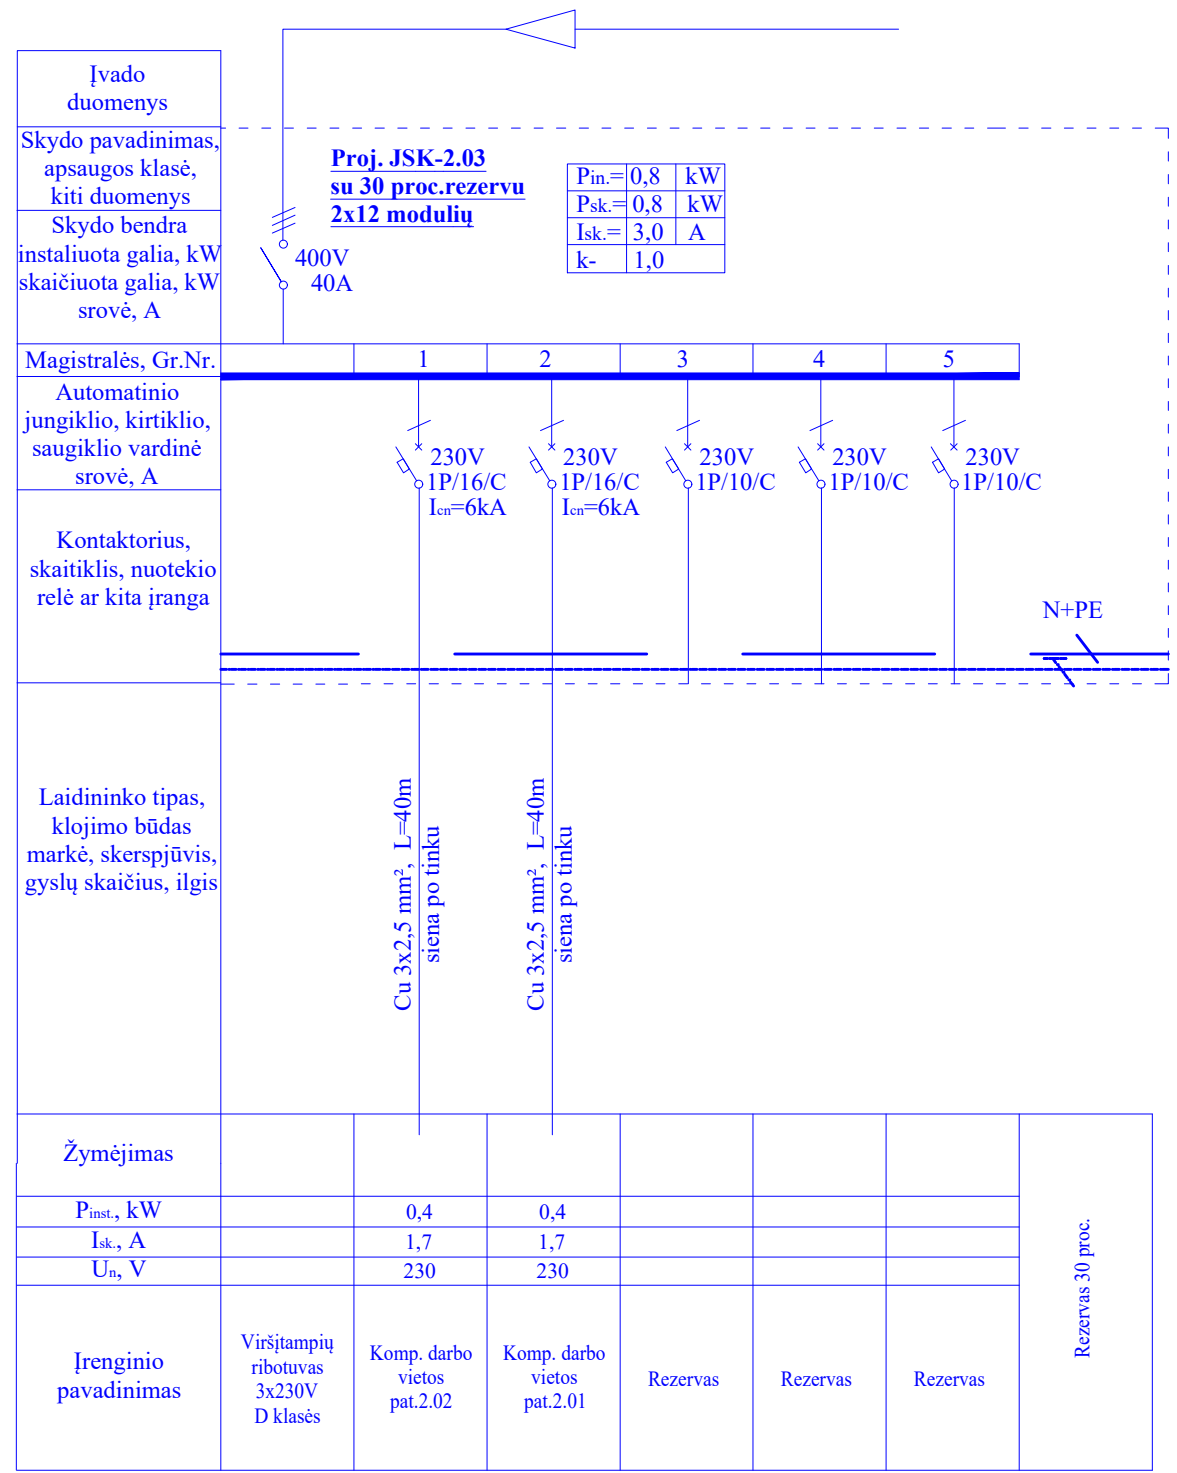 Įvado
duomenys
Skydo pavadinimas,
apsaugos klasė,
kiti duomenys
Proj. JSK-2.03
su 30 proc.rezervu
2x12 modulių
Pin.= 0,8 kW
Psk.= 0,8 kW
Isk.= 3,0 A
k- 1,0
Skydo bendra
instaliuota galia, kW
skaičiuota galia, kW
srovė, A
400V
40A
Magistralės, Gr.Nr. 1 2 3 4 5
Automatinio
jungiklio, kirtiklio,
saugiklio vardinė
srovė, A
230V
1P/16/C
Icn=6kA
230V
1P/16/C
Icn=6kA
230V
1P/10/C
230V
1P/10/C
230V
1P/10/C
Kontaktorius,
skaitiklis, nuotekio
relė ar kita įranga
N+PE
Laidininko tipas,
klojimo būdas
markė, skerspjūvis,
gyslų skaičius, ilgis
Cu 3x2,5 mm², L=40m
siena po tinku
Cu 3x2,5 mm², L=40m
siena po tinku
Žymėjimas
Pinst., kW 0,4 0,4
Isk., A 1,7 1,7
Un, V 230 230
Įrenginio
pavadinimas
Viršįtampių
ribotuvas
3x230V
D klasės
Komp. darbo
vietos
pat.2.02
Komp. darbo
vietos
pat.2.01
Rezervas
Rezervas
Rezervas
Rezervas 30 proc.